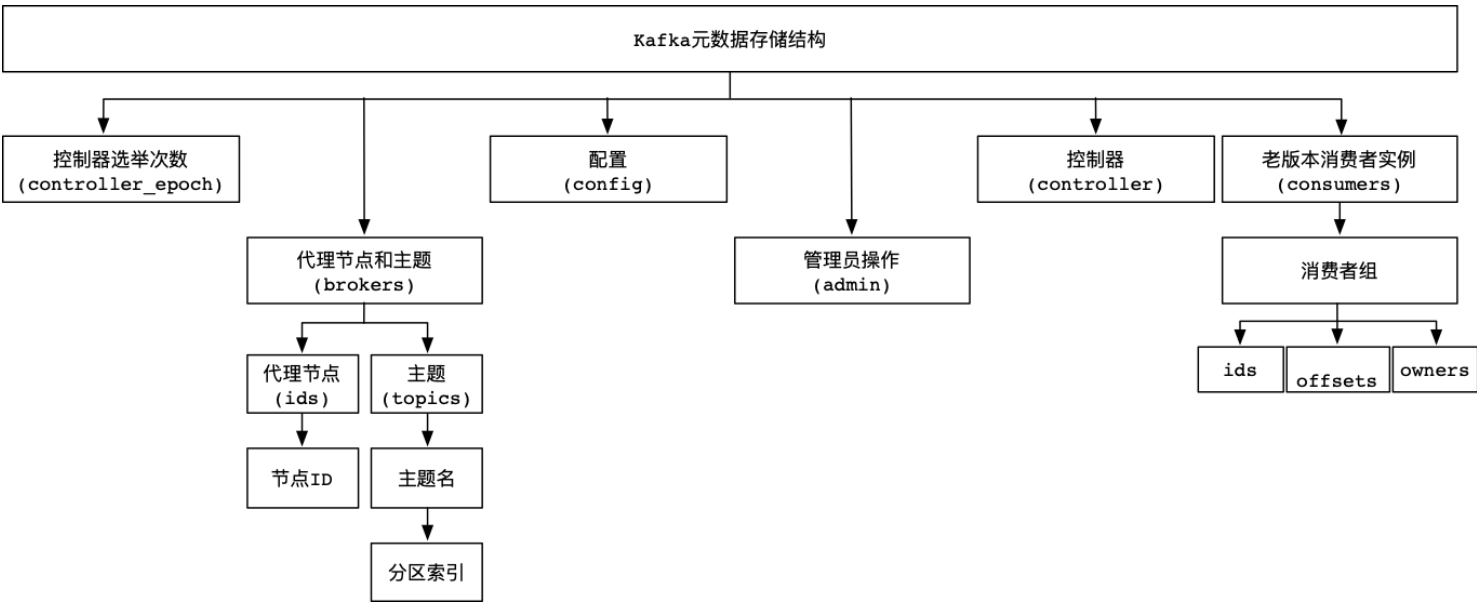 Kafka元数据存储结构
控制器选举次数
(controller_epoch)
配置
(config)
控制器
(controller)
老版本消费者实例
(consumers)
代理节点和主题
(brokers)
管理员操作
(admin)
消费者组
代理节点
(ids)
主题
(topics)
ids
offsets
owners
节点ID
主题名
分区索引